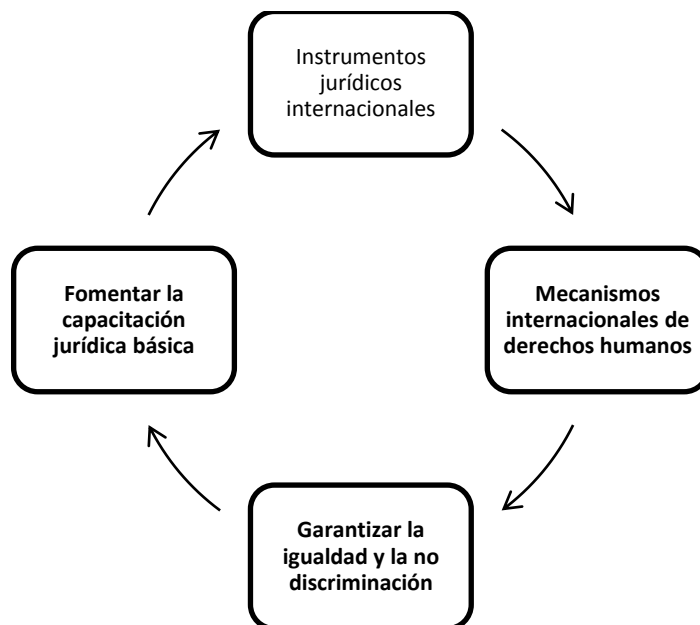 Instrumentos
jurídicos
internacionales
Mecanismos
internacionales de
derechos humanos
Garantizar la
igualdad y la no
discriminación
Fomentar la
capacitación
jurídica básica